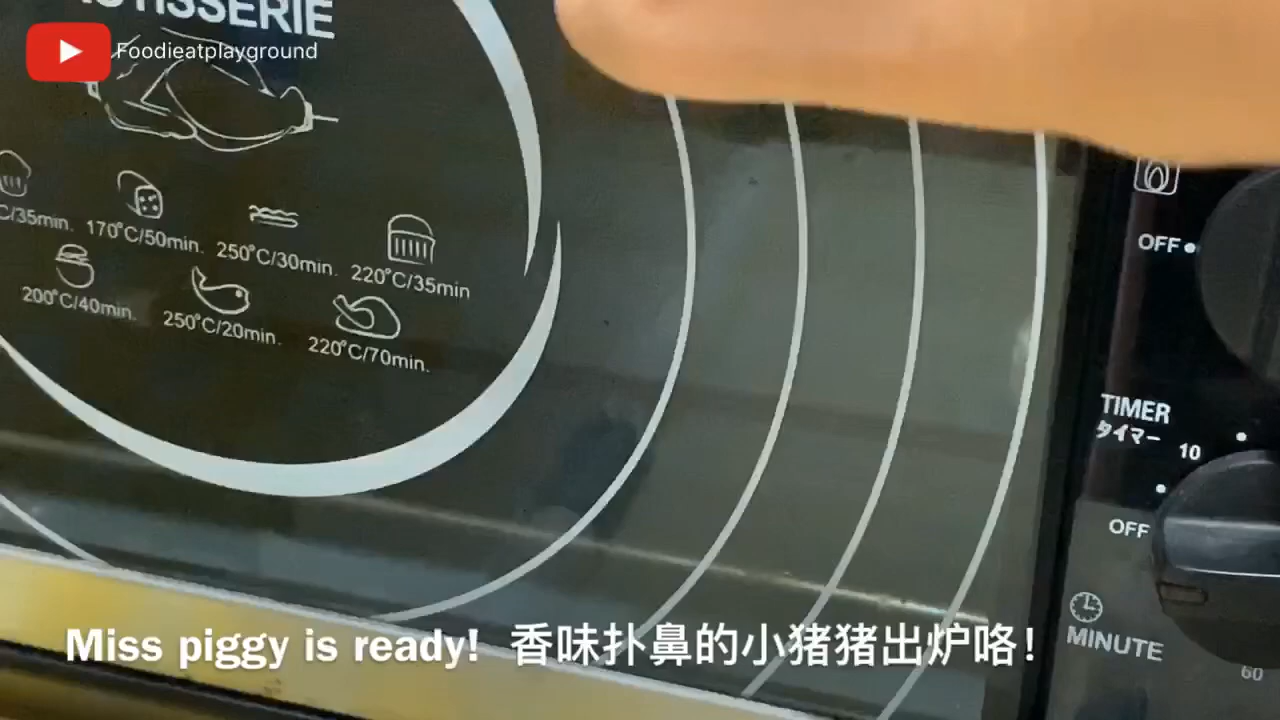 ROTISSERIE
Foodieatplayground
C/35min. 170°C/50min. 250°C/30min. 220°C/35min
200°C/40min. 250°C/20min. 220°C/70min.
OFF
TIMER
タイマー
10
OFF
MINUTE
60
Miss piggy is ready! 香味扑鼻的小猪猪出炉咯!